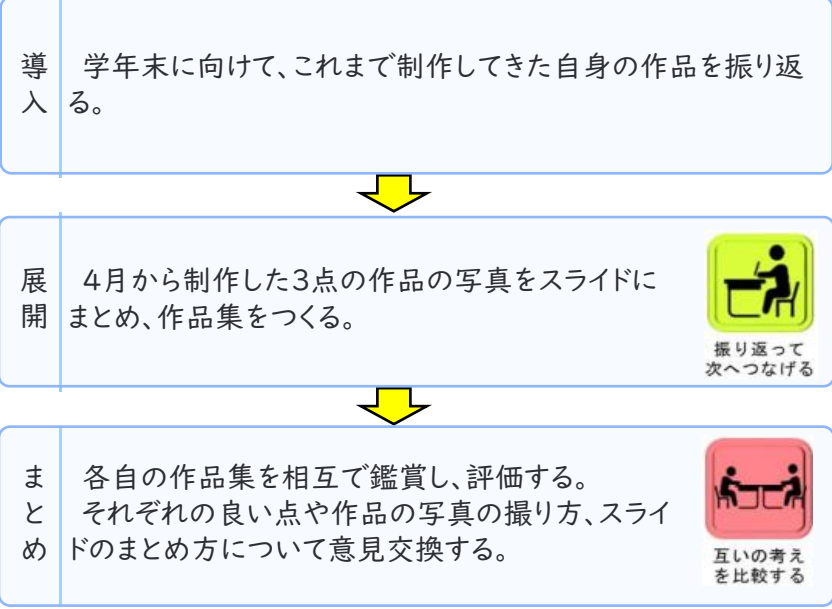 導入
学年末に向けて、これまで制作してきた自身の作品を振り返
る。
展開
4月から制作した3点の作品の写真をスライドに
まとめ、作品集をつくる。
振り返って
次へつなげる
まとめ
各自の作品集を相互で鑑賞し、評価する。
それぞれの良い点や作品の写真の撮り方、スライ
ドのまとめ方について意見交換する。
互いの考え
を比較する